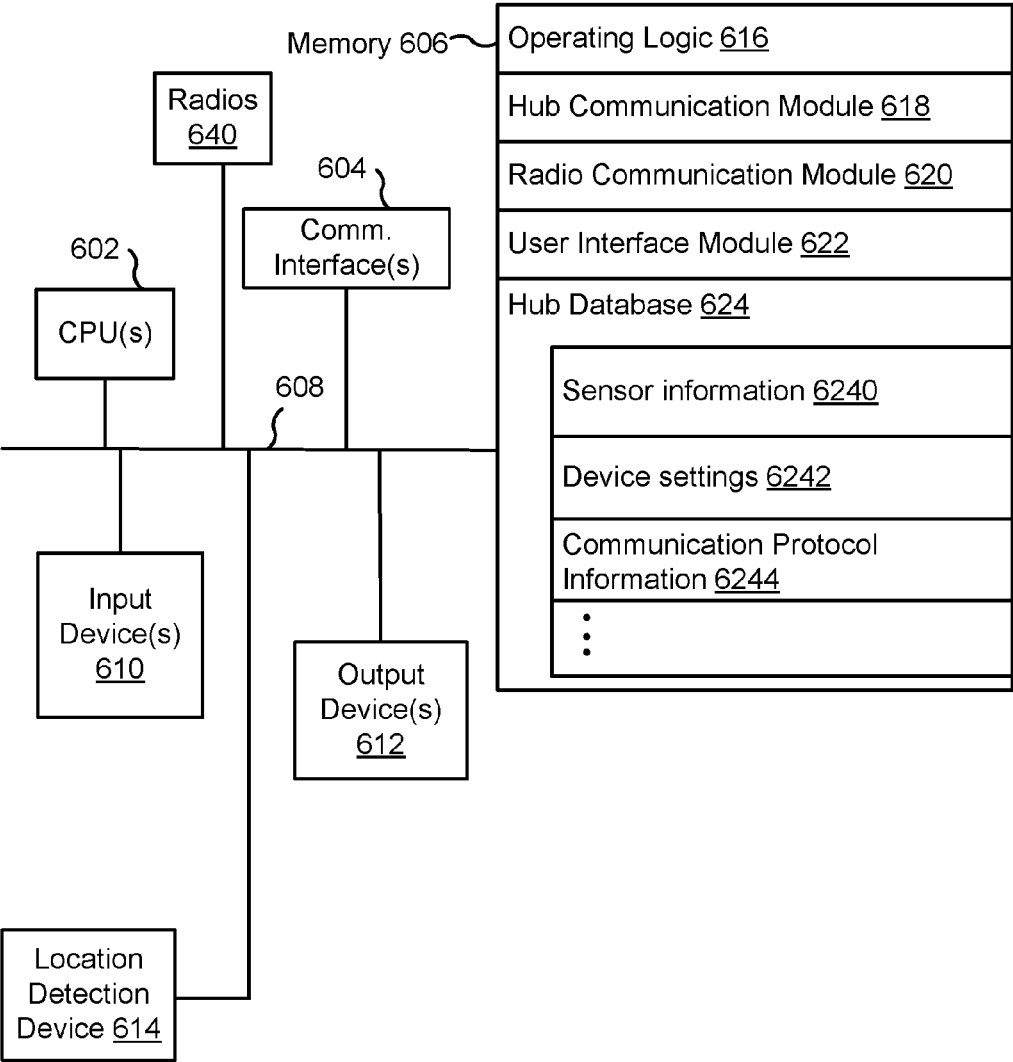 Memory 606
Operating Logic 616
Hub Communication Module 618
Radio Communication Module 620
User Interface Module 622
Hub Database 624
Sensor information 6240
Device settings 6242
Communication Protocol
Information 6244
Radios
640
604
Comm.
Interface(s)
602
CPU(s)
608
Input
Device(s)
610
Output
Device(s)
612
Location
Detection
Device 614